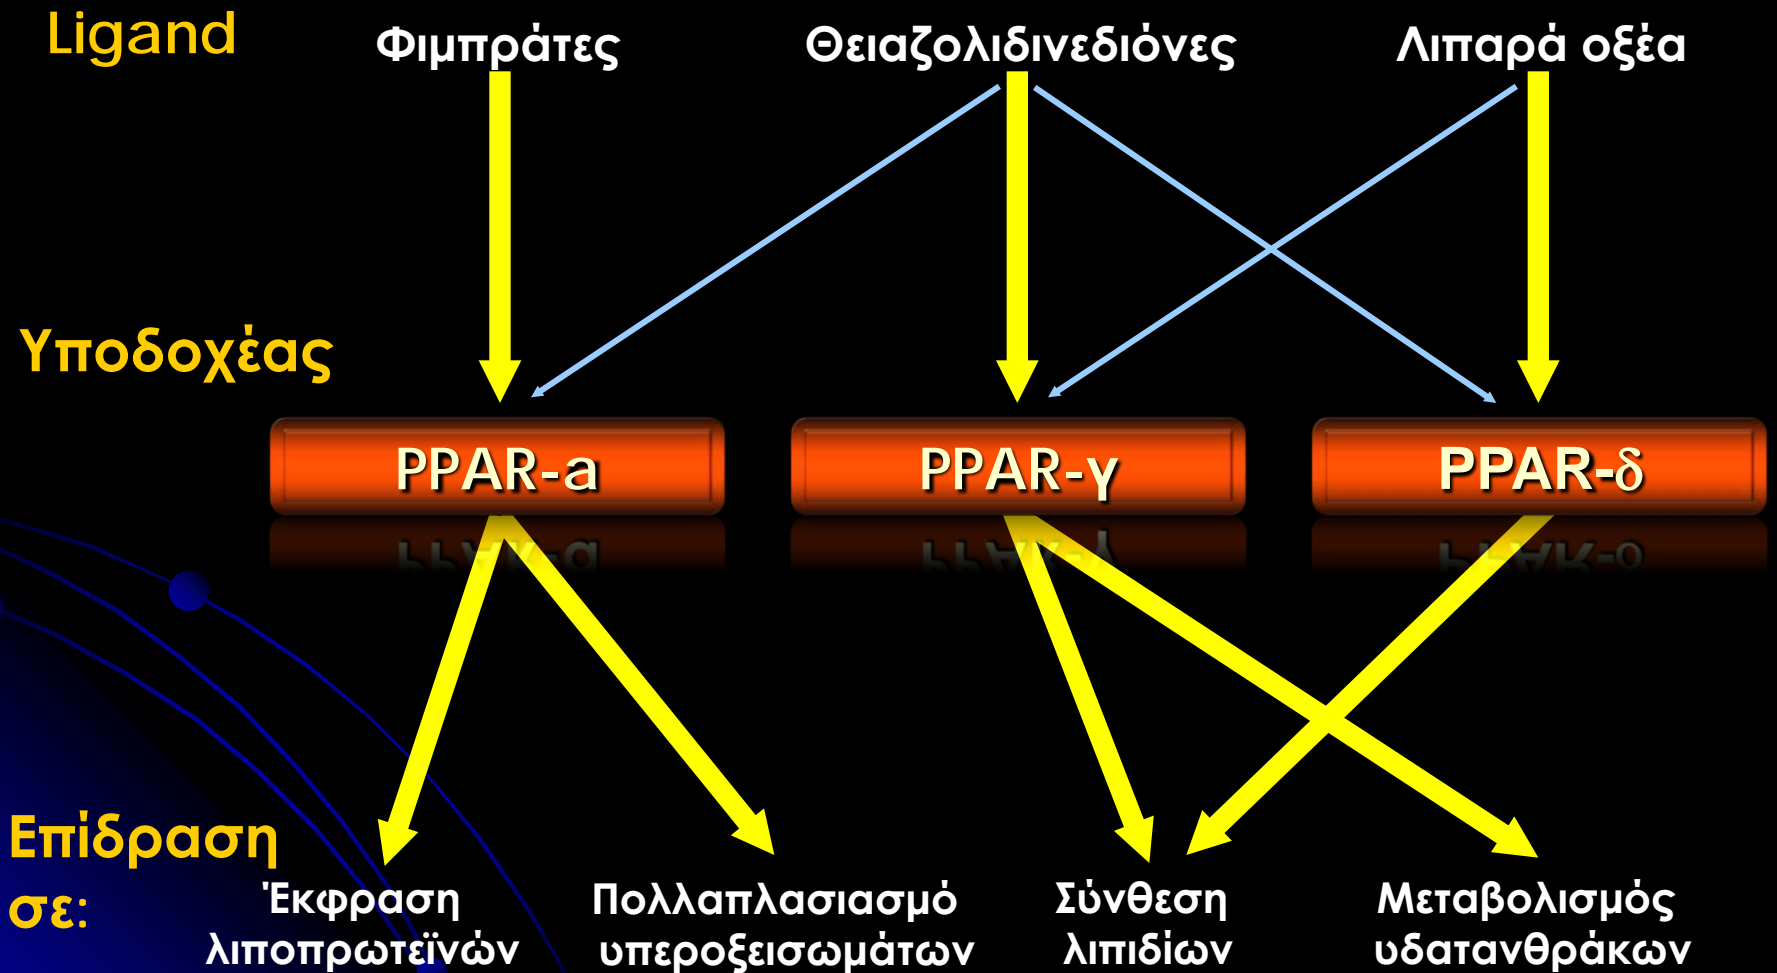 Ligand
Φιμπράτες
Θειαζολιδινεδιόνες
Λιπαρά οξέα
Υποδοχέας
PPAR-a
PPAR-γ
PPAR-δ
Επίδραση
σε:
Έκφραση
λιποπρωτεϊνών
Πολλαπλασιασμό
υπεροξεισωμάτων
Σύνθεση
λιπιδίων
Μεταβολισμός
υδατανθράκων